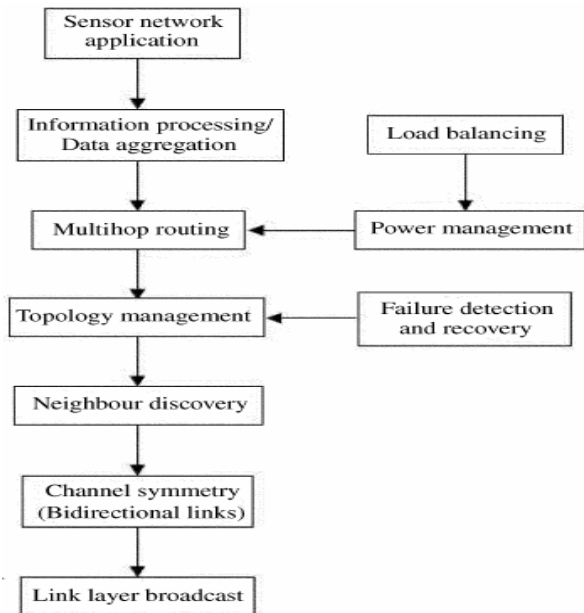 Sensor network
application
Information processing/
Data aggregation
Load balancing
Multihop routing
Power management
Topology management
Failure detection
and recovery
Neighbour discovery
Channel symmetry
(Bidirectional links)
Link layer broadcast